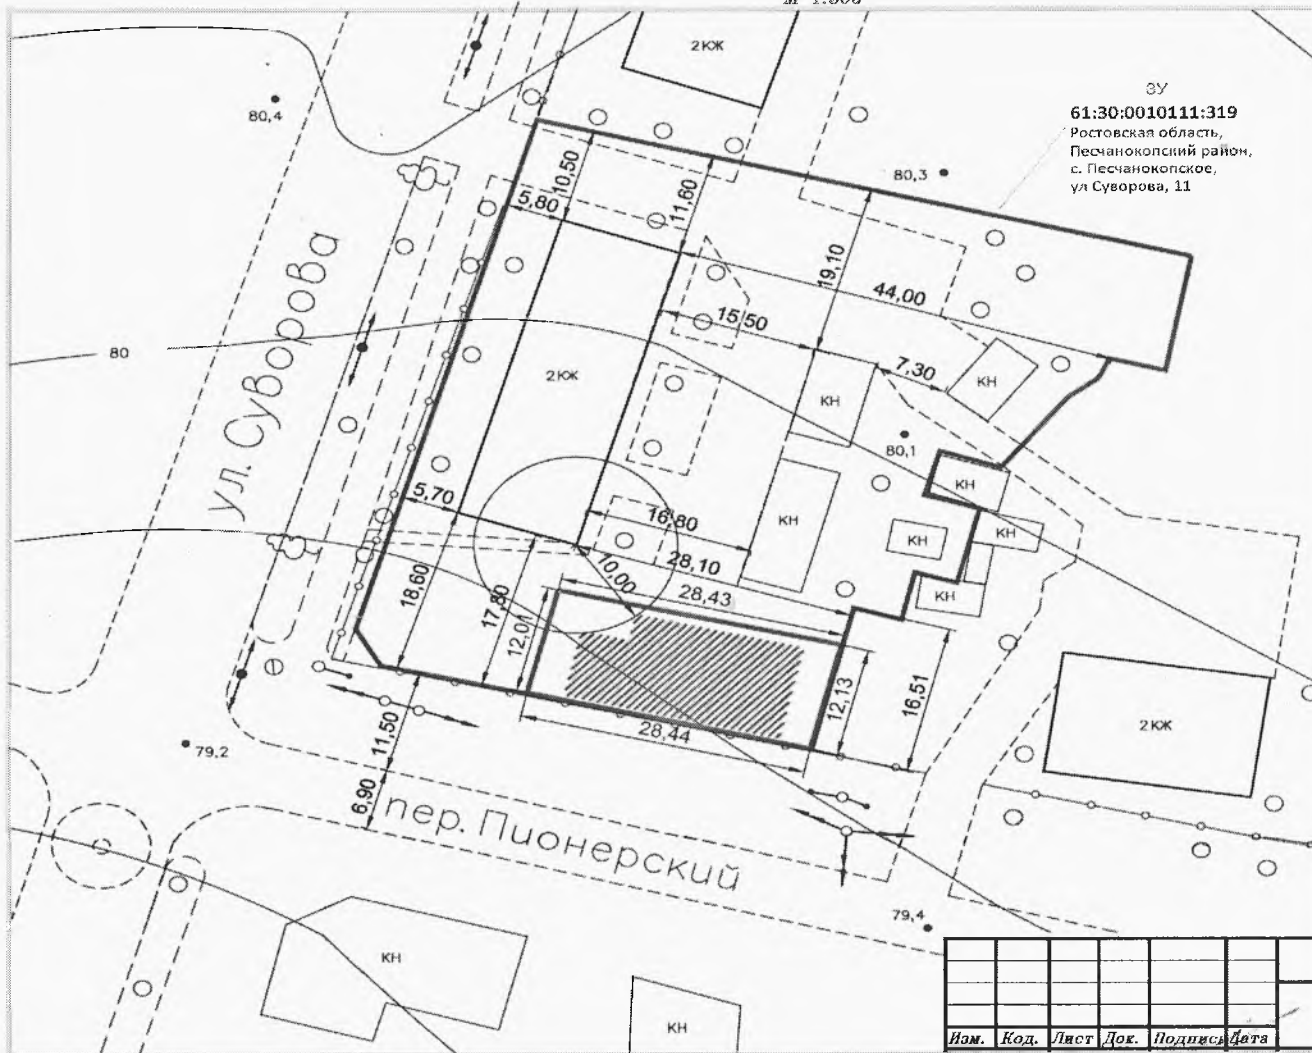 2КЖ
ЗУ
61:30:0010111:319
Ростовская область,
Песчанокопский район,
с. Песчанокопское,
ул Суворова, 11
80,4
80,3
10,50
5,80
11,60
19,10
44,00
15,50
7,30
80
ул. Суворова
2КЖ
КН
КН
80,1
КН
5,70
16,80
КН
КН
КН
КН
28,10
10,00
28,43
18,60
17,80
12,01
12,13
16,51
28,44
2КЖ
11,50
6,90
79,2
пер. Пионерский
79,4
КН
КН
Изм. Код. Лист Док. Подпись Дата